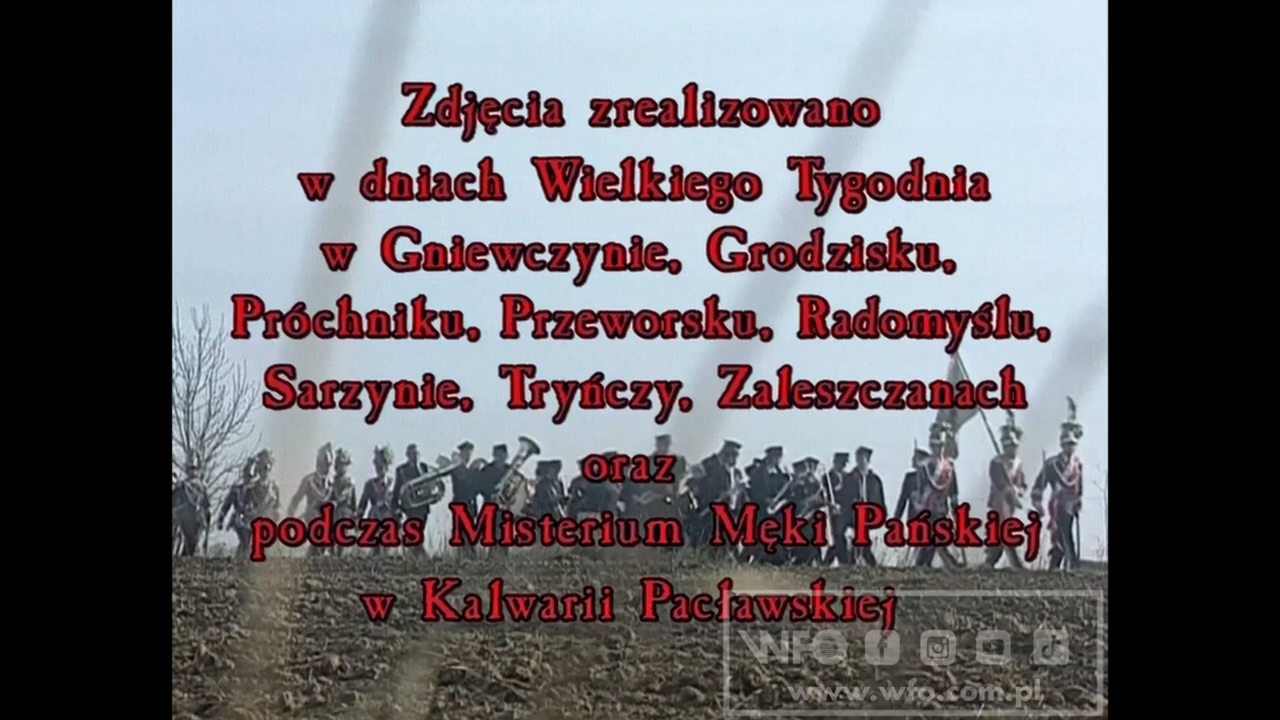 Zdjęcia zrealizowano
w dniach Wielkiego Tygodnia
w Gniewczynie, Grodzisku,
Próchniku, Przeworsku, Radomyślu,
Sarzynie, Tryńczy, Zaleszczanach
oraz
podczas Misterium Męki Pańskiej
w Kalwarii Pacławskiej
WFO
www.wfo.com.pl